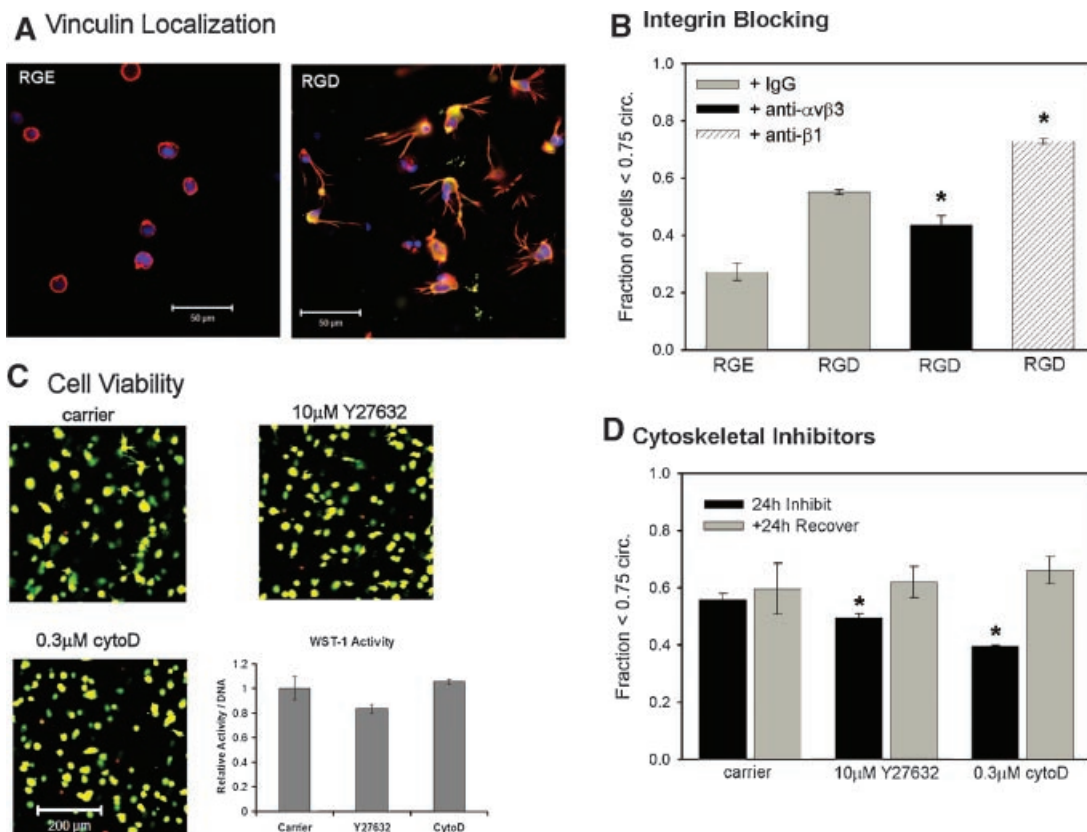 A Vinculin Localization
RGE
50 µm
RGD
50 µm
B Integrin Blocking
Fraction of cells < 0.75 circ.
1.0
0.8
0.6
0.4
0.2
0.0
+ IgG
+ anti-αvβ3
+ anti-β1
*
*
RGE RGD RGD RGD
C Cell Viability
carrier
10µM Y27632
0.3µM cytoD
200 µm
WST-1 Activity
Relative Activity / DNA
1.2
1
0.8
0.6
0.4
0.2
0
Carrier Y27632 CytoD
D Cytoskeletal Inhibitors
Fraction < 0.75 circ.
1.0
0.8
0.6
0.4
0.2
0.0
24h Inhibit
+24h Recover
*
*
carrier 10µM Y27632 0.3µM cytoD